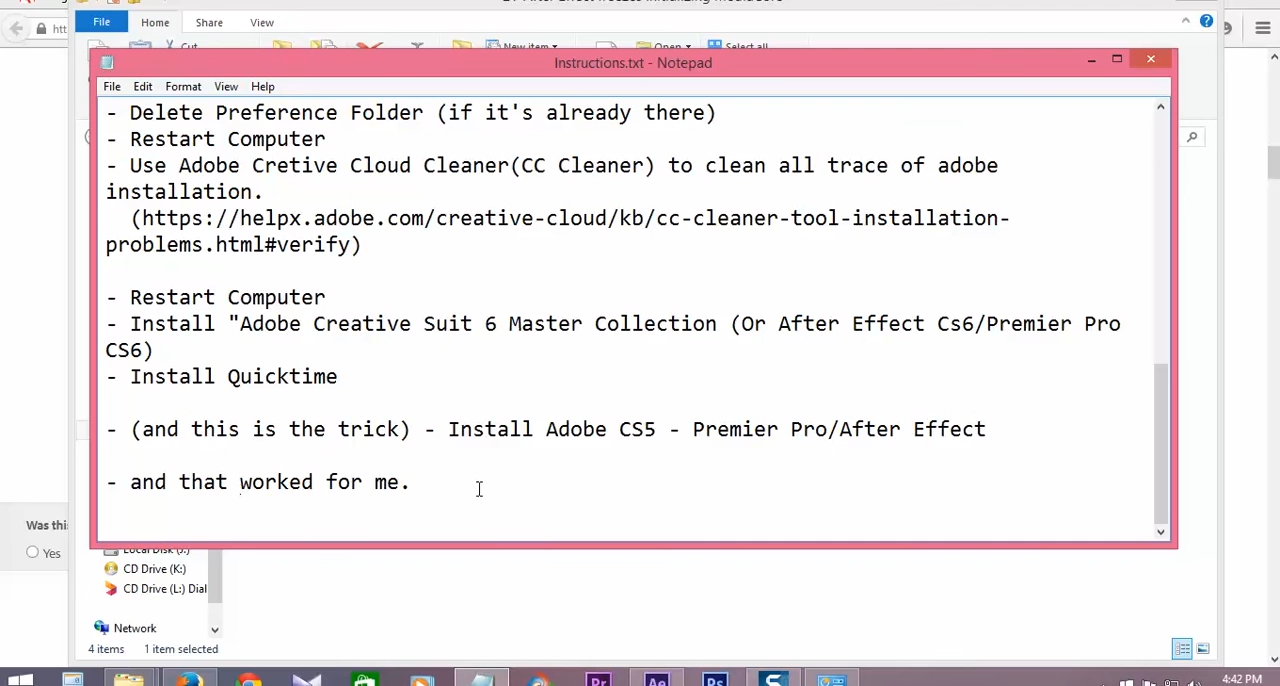 File Home Share View
htt
Cut New item Open Select all
Instructions.txt - Notepad
File Edit Format View Help
- Delete Preference Folder (if it's already there)
- Restart Computer
- Use Adobe Cretive Cloud Cleaner(CC Cleaner) to clean all trace of adobe
installation.
(https://helpx.adobe.com/creative-cloud/kb/cc-cleaner-tool-installation-
problems.html#verify)
- Restart Computer
- Install "Adobe Creative Suit 6 Master Collection (Or After Effect Cs6/Premier Pro
CS6)
- Install Quicktime
- (and this is the trick) - Install Adobe CS5 - Premier Pro/After Effect
- and that worked for me.
Was thi
Yes
Local Disk (J:)
CD Drive (K:)
CD Drive (L:) Dial
Network
4 items 1 item selected
Pr Ae Ps
4:42 PM